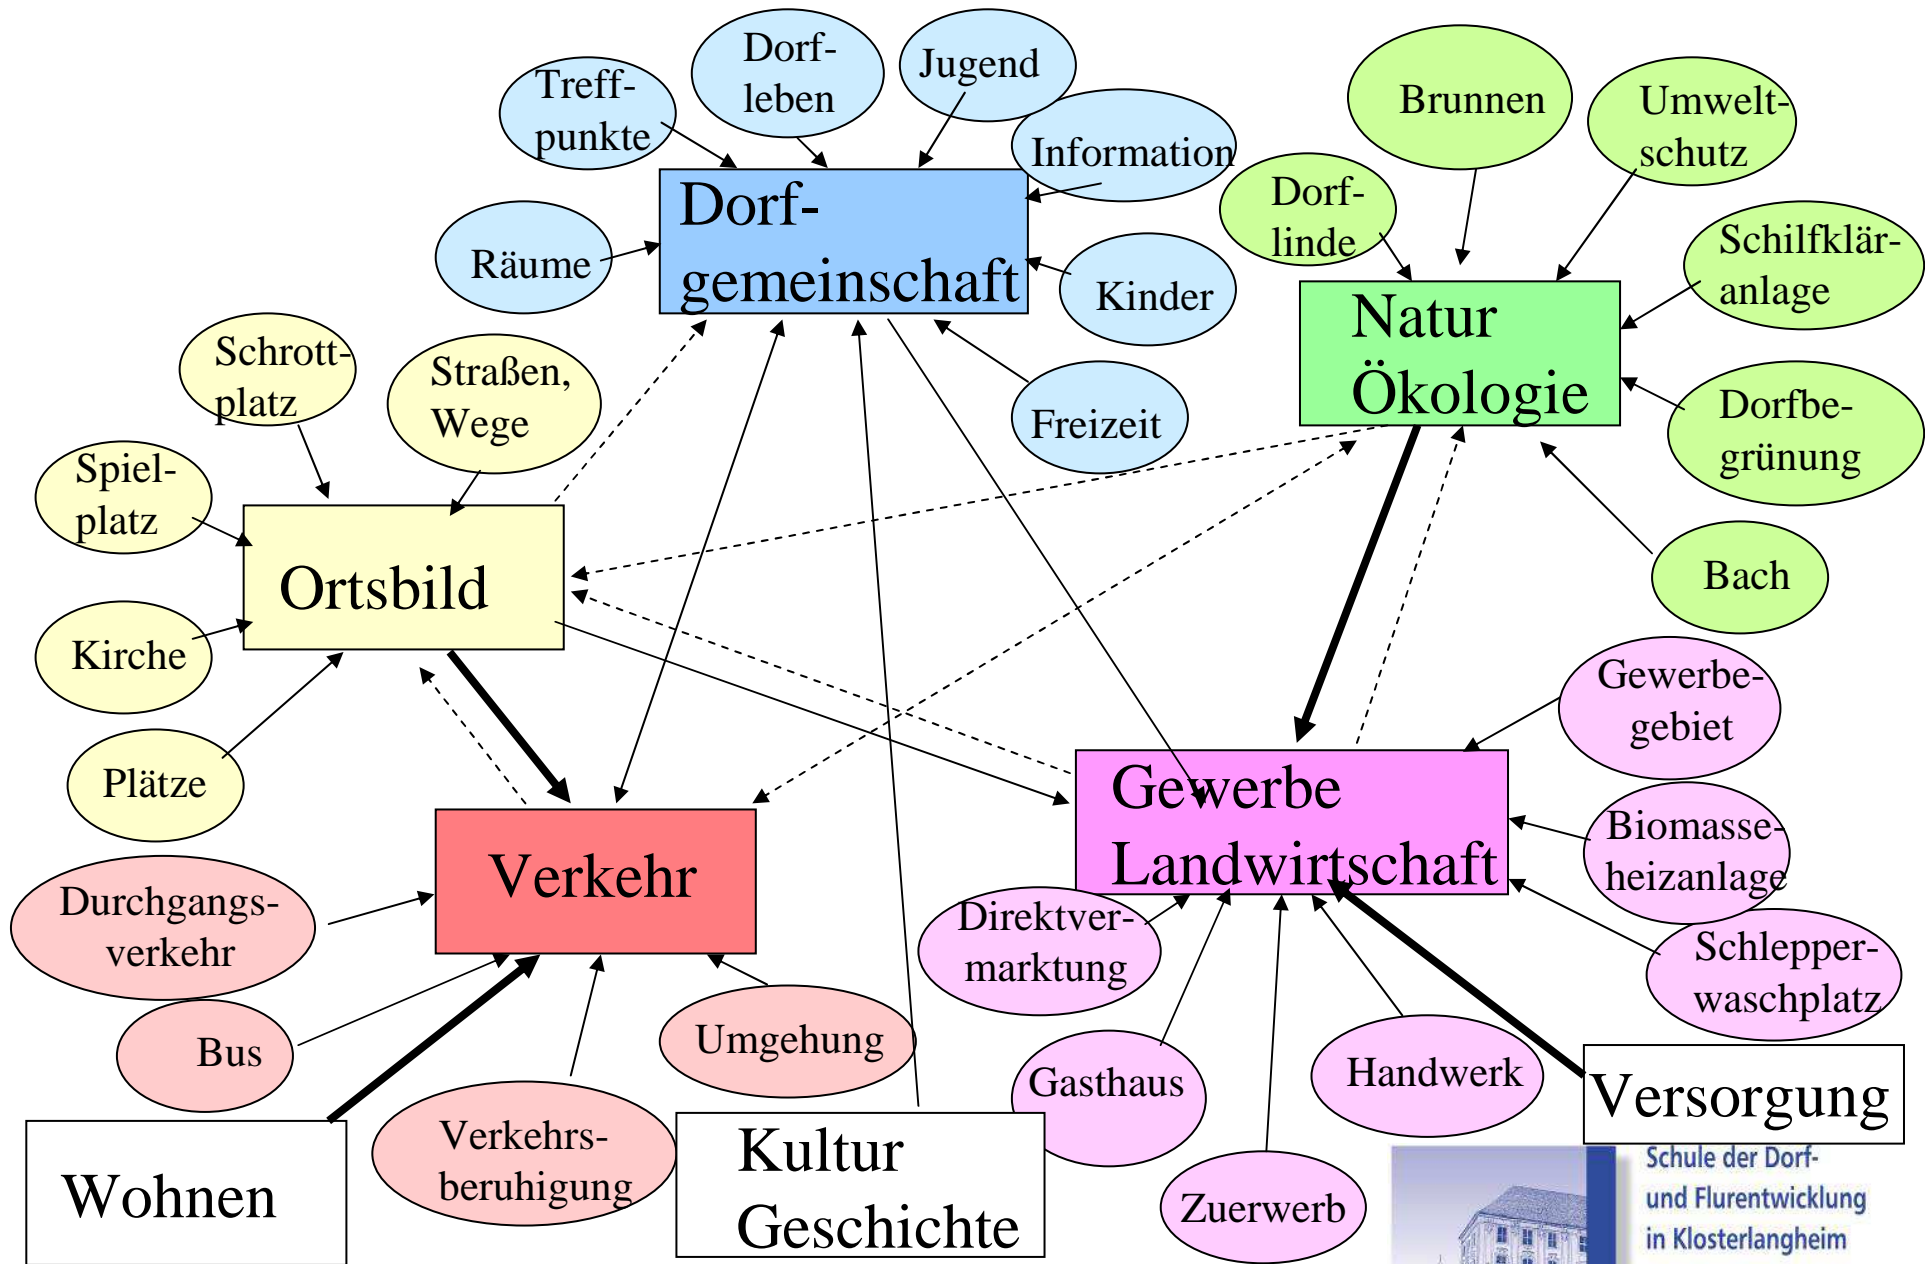 Dorf-
leben
Jugend
Treff-
punkte
Information
Brunnen
Umwelt-
schutz
Dorf-
gemeinschaft
Dorf-
linde
Räume
Kinder
Schilfklär-
anlage
Natur
Ökologie
Schrott-
platz
Straßen,
Wege
Freizeit
Dorfbe-
grünung
Spiel-
platz
Ortsbild
Bach
Kirche
Plätze
Gewerbe-
gebiet
Gewerbe
Landwirtschaft
Biomasse-
heizanlage
Verkehr
Durchgangs-
verkehr
Direktver-
marktung
Schlepper-
waschplatz
Bus
Umgehung
Gasthaus
Handwerk
Versorgung
Verkehrs-
beruhigung
Wohnen
Kultur
Geschichte
Zuerwerb
Schule der Dorf-
und Flurentwicklung
in Klosterlangheim